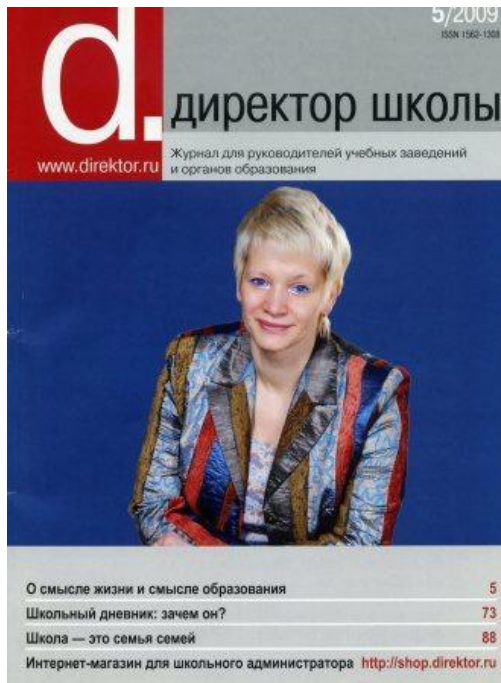 5/2009
ISSN 1562-1308
d.
директор школы
www.direktor.ru
Журнал для руководителей учебных заведений
и органов образования
О смысле жизни и смысле образования 5
Школьный дневник: зачем он? 73
Школа — это семья семей 88
Интернет-магазин для школьного администратора http://shop.direktor.ru